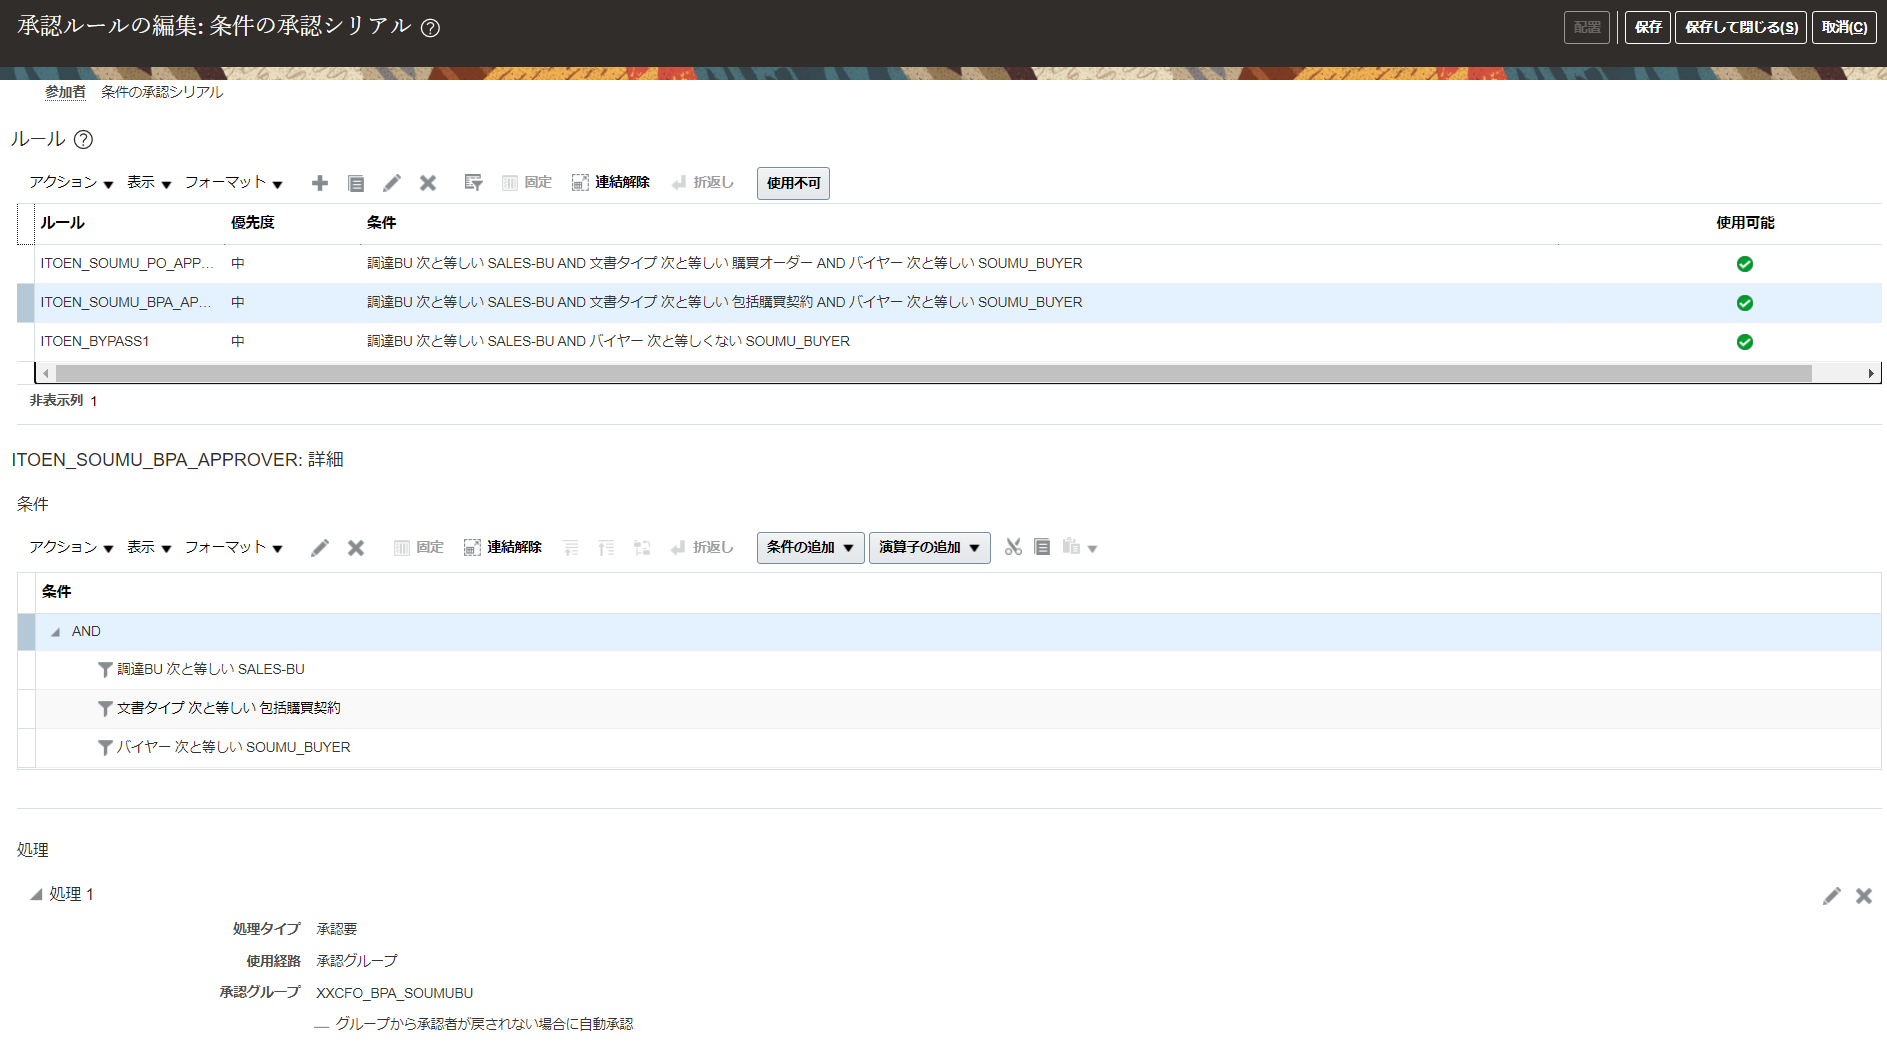 承認ルールの編集: 条件の承認シリアル
配置 保存 保存して閉じる(S) 取消(C)
参加者 条件の承認シリアル
ルール
アクション 表示 フォーマット 固定 連結解除 折返し 使用不可
ルール 優先度 条件 使用可能
ITOEN_SOUMU_PO_APP... 中 調達BU 次と等しい SALES-BU AND 文書タイプ 次と等しい 購買オーダー AND バイヤー 次と等しい SOUMU_BUYER
ITOEN_SOUMU_BPA_AP... 中 調達BU 次と等しい SALES-BU AND 文書タイプ 次と等しい 包括購買契約 AND バイヤー 次と等しい SOUMU_BUYER
ITOEN_BYPASS1 中 調達BU 次と等しい SALES-BU AND バイヤー 次と等しくない SOUMU_BUYER
非表示列 1
ITOEN_SOUMU_BPA_APPROVER: 詳細
条件
アクション 表示 フォーマット 固定 連結解除 折返し 条件の追加 演算子の追加
条件
AND
調達BU 次と等しい SALES-BU
文書タイプ 次と等しい 包括購買契約
バイヤー 次と等しい SOUMU_BUYER
処理
処理 1
処理タイプ 承認要
使用経路 承認グループ
承認グループ XXCFO_BPA_SOUMUBU
グループから承認者が戻されない場合に自動承認